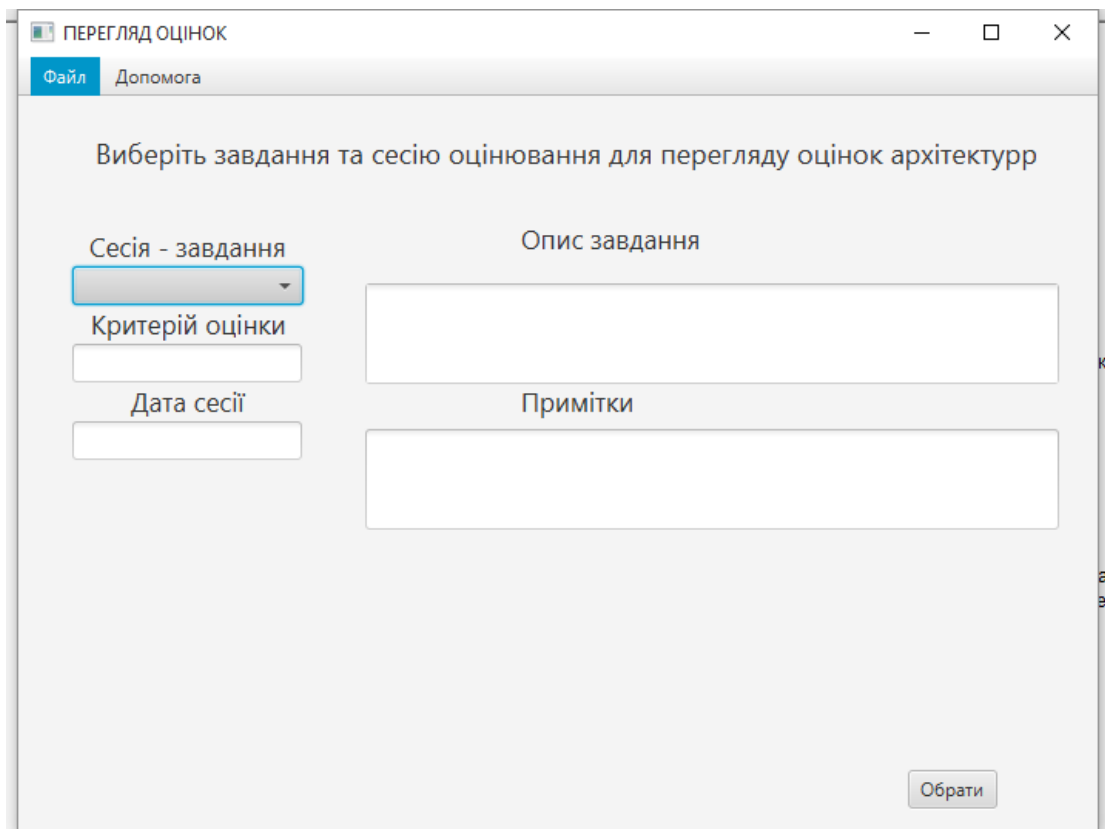 ПЕРЕГЛЯД ОЦІНОК
Файл Допомога
Виберіть завдання та сесію оцінювання для перегляду оцінок архітектурр
Сесія - завдання
Опис завдання
Критерій оцінки
Дата сесії
Примітки
Обрати